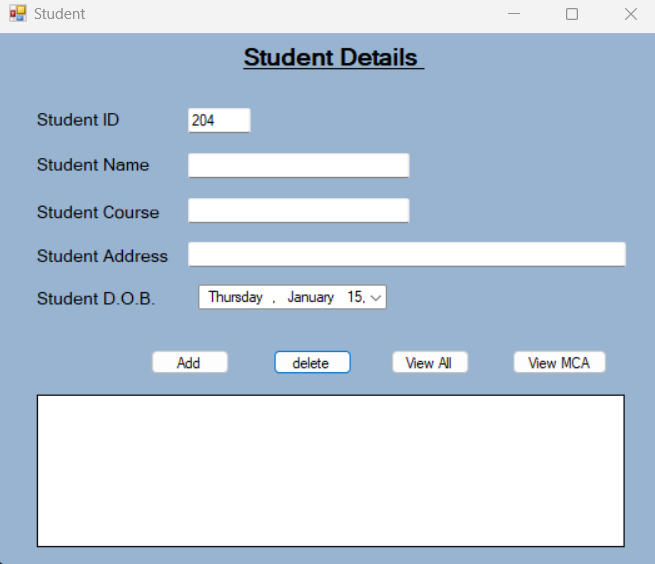 Student
Student Details
Student ID 204
Student Name
Student Course
Student Address
Student D.O.B. Thursday , January 15,
Add delete View All View MCA